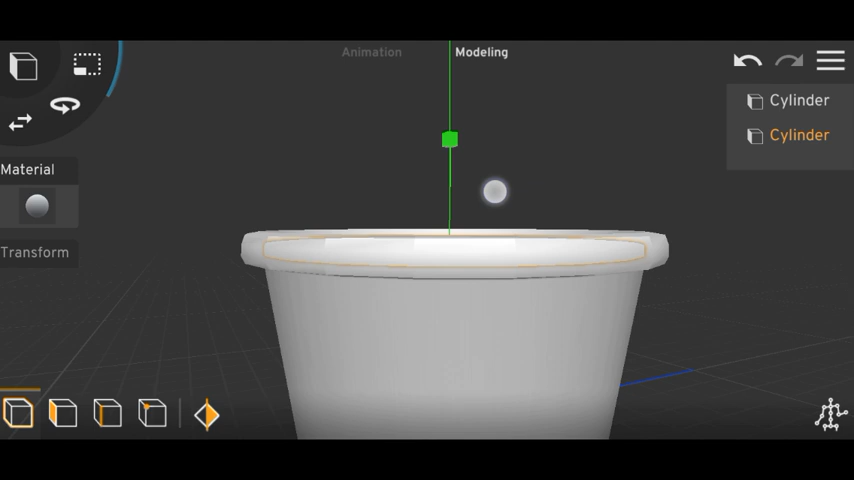 Animation
Modeling
Cylinder
Cylinder
Material
Transform